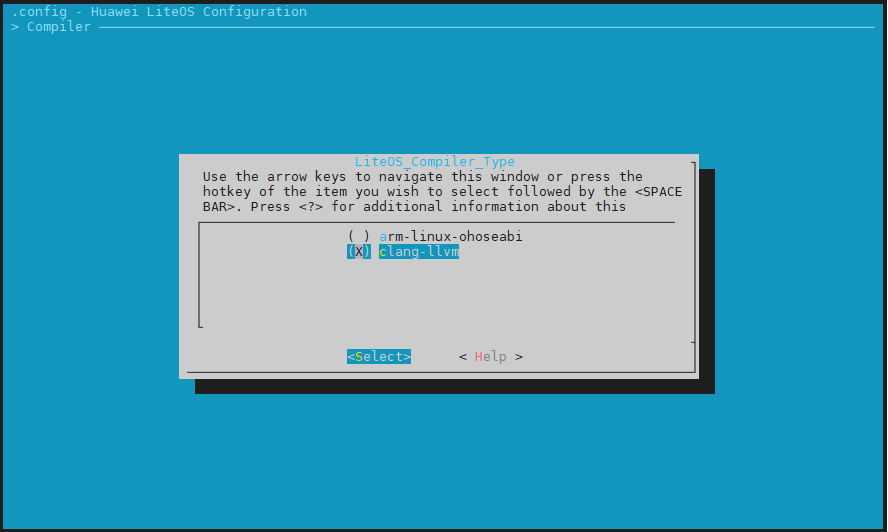 .config - Huawei LiteOS Configuration
> Compiler
LiteOS_Compiler_Type
Use the arrow keys to navigate this window or press the
hotkey of the item you wish to select followed by the <SPACE
BAR>. Press <?> for additional information about this
( ) arm-linux-ohoseabi
(X) clang-llvm
<Select> < Help >